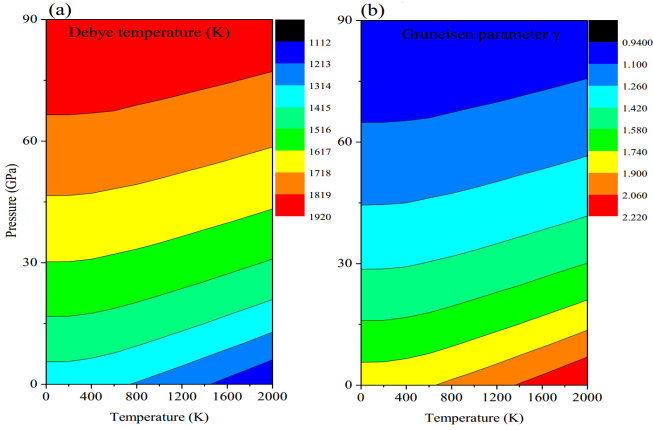 (a)
Debye temperature (K)
90
60
30
0
Pressure (GPa)
0 400 800 1200 1600 2000
Temperature (K)
1112
1213
1314
1415
1516
1617
1718
1819
1920
(b)
Gruneisen parameter γ
90
60
30
0
0 400 800 1200 1600 2000
Temperature (K)
0.9400
1.100
1.260
1.420
1.580
1.740
1.900
2.060
2.220